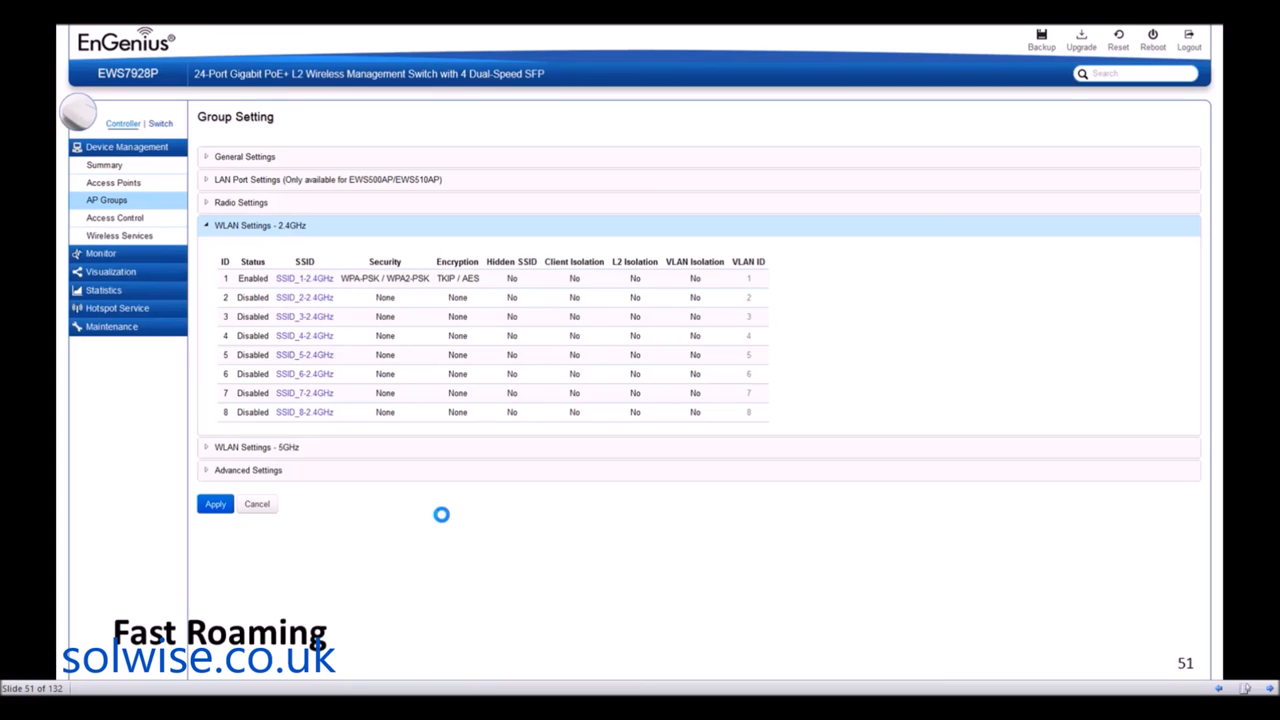 EnGenius®
Backup Upgrade Reset Reboot Logout
EWS7928P 24-Port Gigabit PoE+ L2 Wireless Management Switch with 4 Dual-Speed SFP Search
Controller | Switch
Device Management
Summary
Access Points
AP Groups
Access Control
Wireless Services
Monitor
Visualization
Statistics
Hotspot Service
Maintenance
Group Setting
General Settings
LAN Port Settings (Only available for EWS500AP/EWS510AP)
Radio Settings
WLAN Settings - 2.4GHz
ID Status SSID Security Encryption Hidden SSID Client Isolation L2 Isolation VLAN Isolation VLAN ID
1 Enabled SSID_1-2.4GHz WPA-PSK / WPA2-PSK TKIP / AES No No No No 1
2 Disabled SSID_2-2.4GHz None None No No No No 2
3 Disabled SSID_3-2.4GHz None None No No No No 3
4 Disabled SSID_4-2.4GHz None None No No No No 4
5 Disabled SSID_5-2.4GHz None None No No No No 5
6 Disabled SSID_6-2.4GHz None None No No No No 6
7 Disabled SSID_7-2.4GHz None None No No No No 7
8 Disabled SSID_8-2.4GHz None None No No No No 8
WLAN Settings - 5GHz
Advanced Settings
Apply Cancel
Fast Roaming
solwise.co.uk
51
Slide 51 of 132